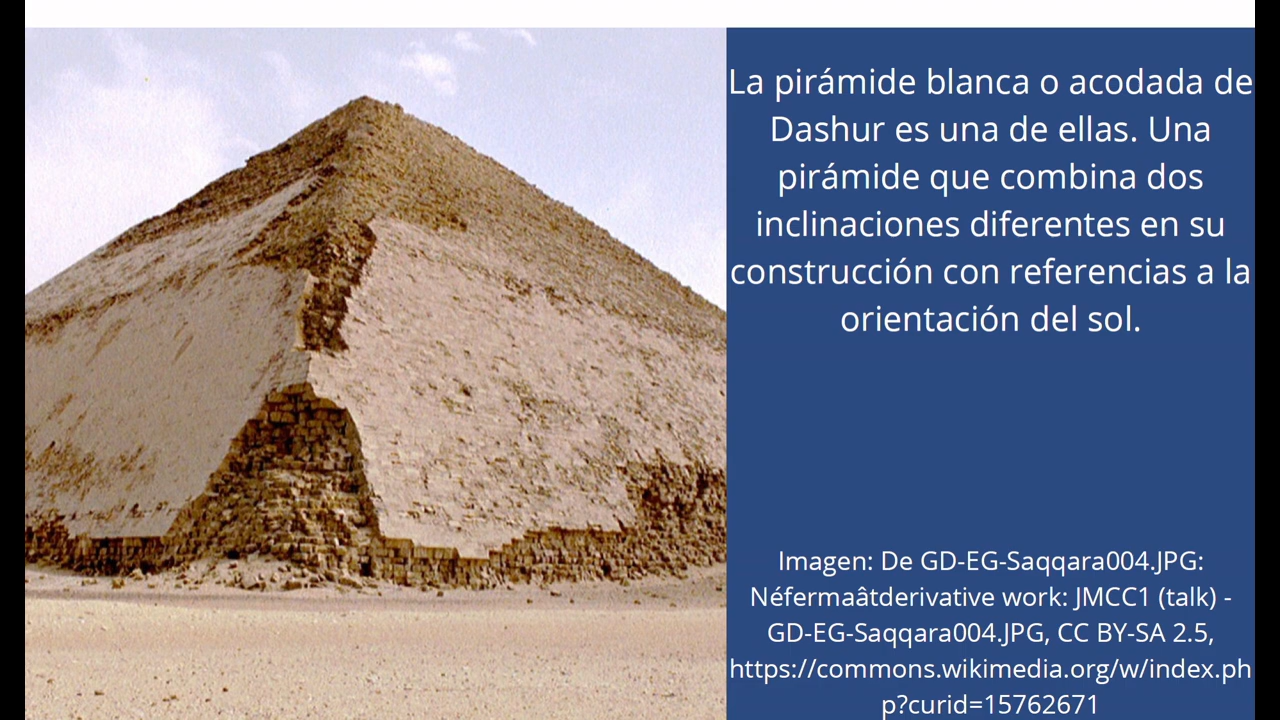 La pirámide blanca o acodada de
Dashur es una de ellas. Una
pirámide que combina dos
inclinaciones diferentes en su
construcción con referencias a la
orientación del sol.
Imagen: De GD-EG-Saqqara004.JPG:
Néfermaâtderivative work: JMCC1 (talk) -
GD-EG-Saqqara004.JPG, CC BY-SA 2.5,
https://commons.wikimedia.org/w/index.ph
p?curid=15762671